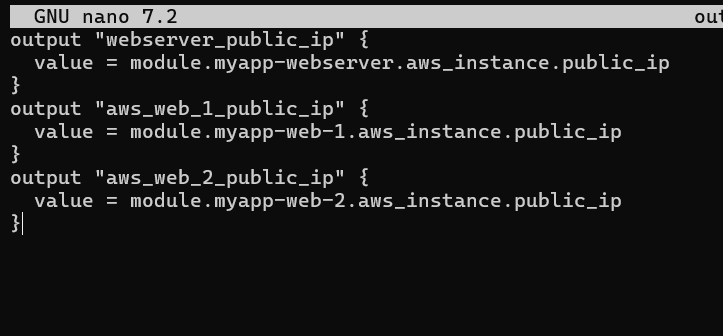 GNU nano 7.2 out
output "webserver_public_ip" {
  value = module.myapp-webserver.aws_instance.public_ip
}
output "aws_web_1_public_ip" {
  value = module.myapp-web-1.aws_instance.public_ip
}
output "aws_web_2_public_ip" {
  value = module.myapp-web-2.aws_instance.public_ip
}